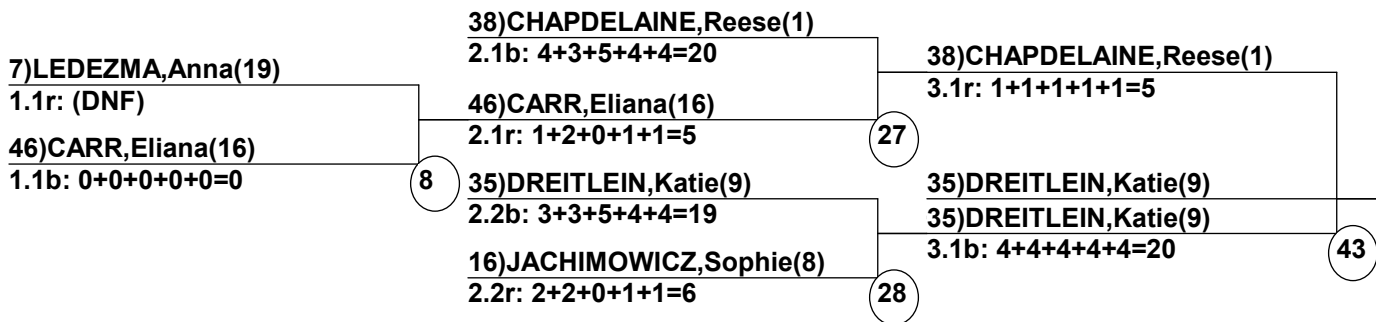 7)LEDEZMA,Anna(19)
1.1r: (DNF)
46)CARR,Eliana(16)
1.1b: 0+0+0+0+0=0
8
38)CHAPDELAINE,Reese(1)
2.1b: 4+3+5+4+4=20
46)CARR,Eliana(16)
2.1r: 1+2+0+1+1=5
27
35)DREITLEIN,Katie(9)
2.2b: 3+3+5+4+4=19
16)JACHIMOWICZ,Sophie(8)
2.2r: 2+2+0+1+1=6
28
38)CHAPDELAINE,Reese(1)
3.1r: 1+1+1+1+1=5
35)DREITLEIN,Katie(9)
35)DREITLEIN,Katie(9)
3.1b: 4+4+4+4+4=20
43